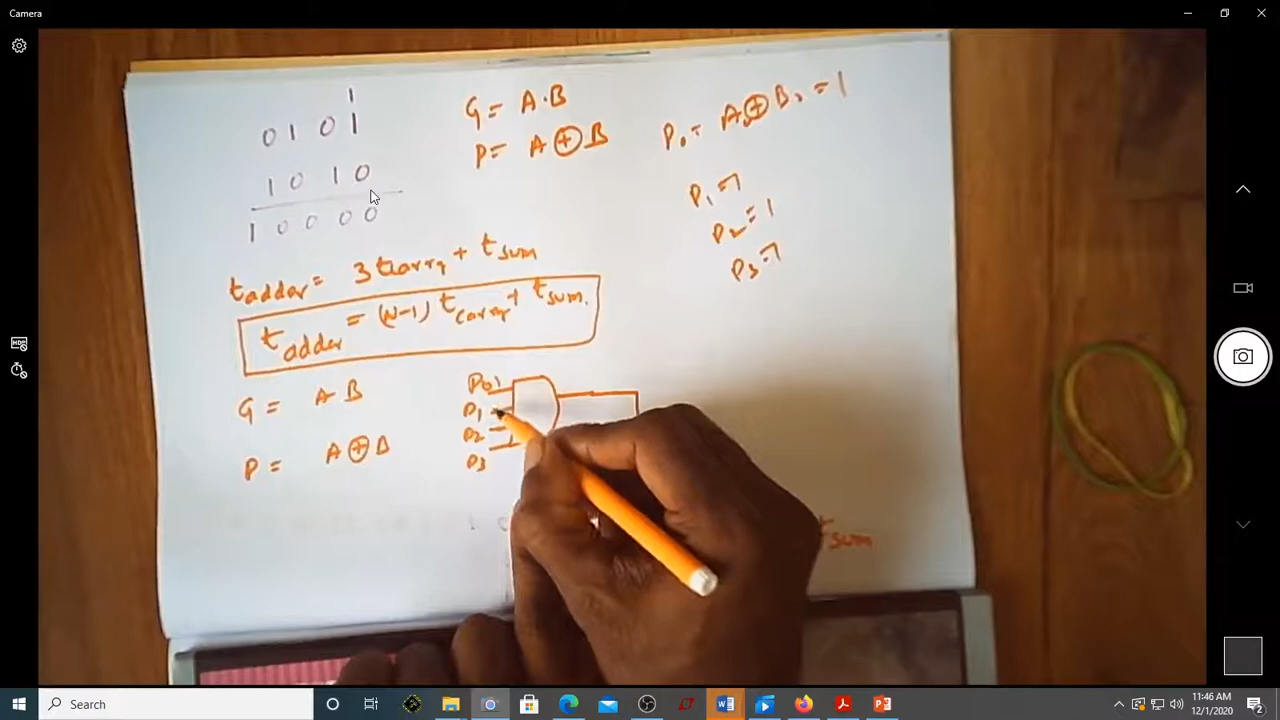 Camera
1
0 1 0 1
1 0 1 0
1 0 0 0 0
G = A·B
P = A ⊕ B
P₀ = A₀ ⊕ B₀ = 1
P₁ = 1
P₂ = 1
P₃ = 1
tadder = 3 tcarry + tsum
tadder = (N-1) tcarry + tsum.
G = A B
P = A ⊕ B
P₀ 1
P₁
P₂
P₃
tsum
Search
11:46 AM
12/1/2020